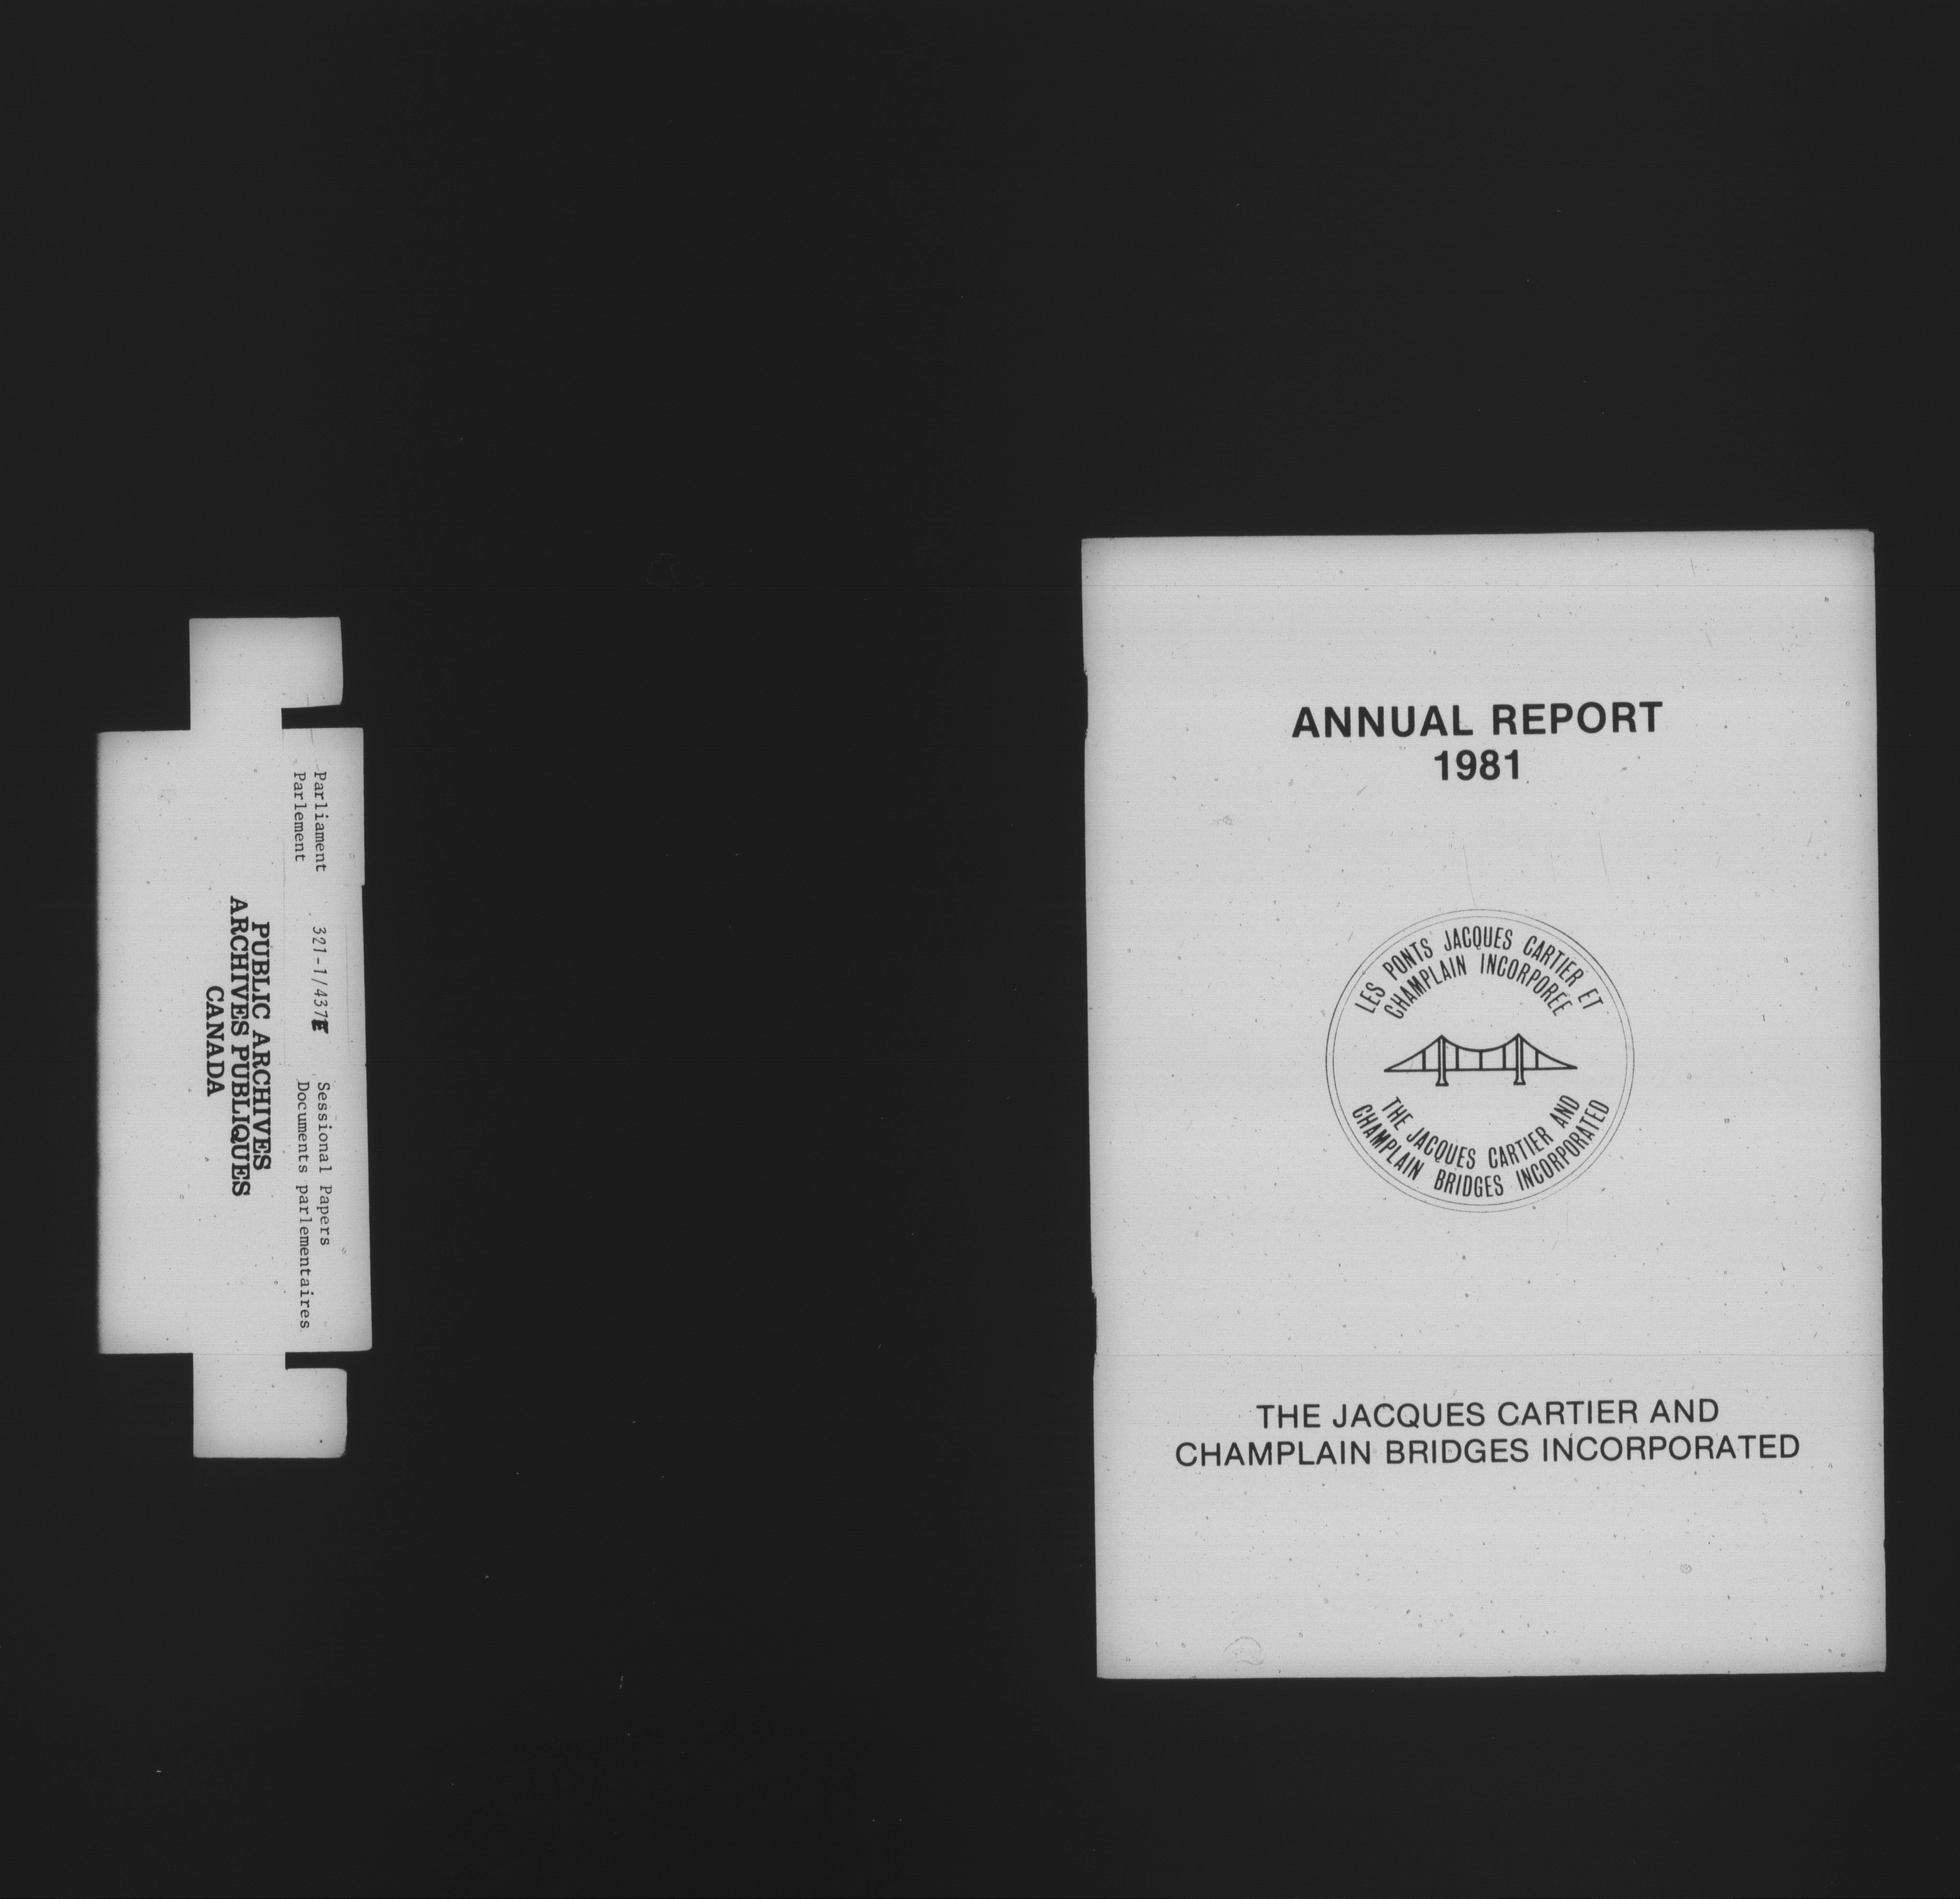 Parliament
Parlement
321-1/437E
Sessional Papers
Documents parlementaires
PUBLIC ARCHIVES
ARCHIVES PUBLIQUES
CANADA
ANNUAL REPORT
1981
LES PONTS JACQUES CARTIER ET
CHAMPLAIN INCORPORÉE
THE JACQUES CARTIER AND
CHAMPLAIN BRIDGES INCORPORATED
THE JACQUES CARTIER AND
CHAMPLAIN BRIDGES INCORPORATED